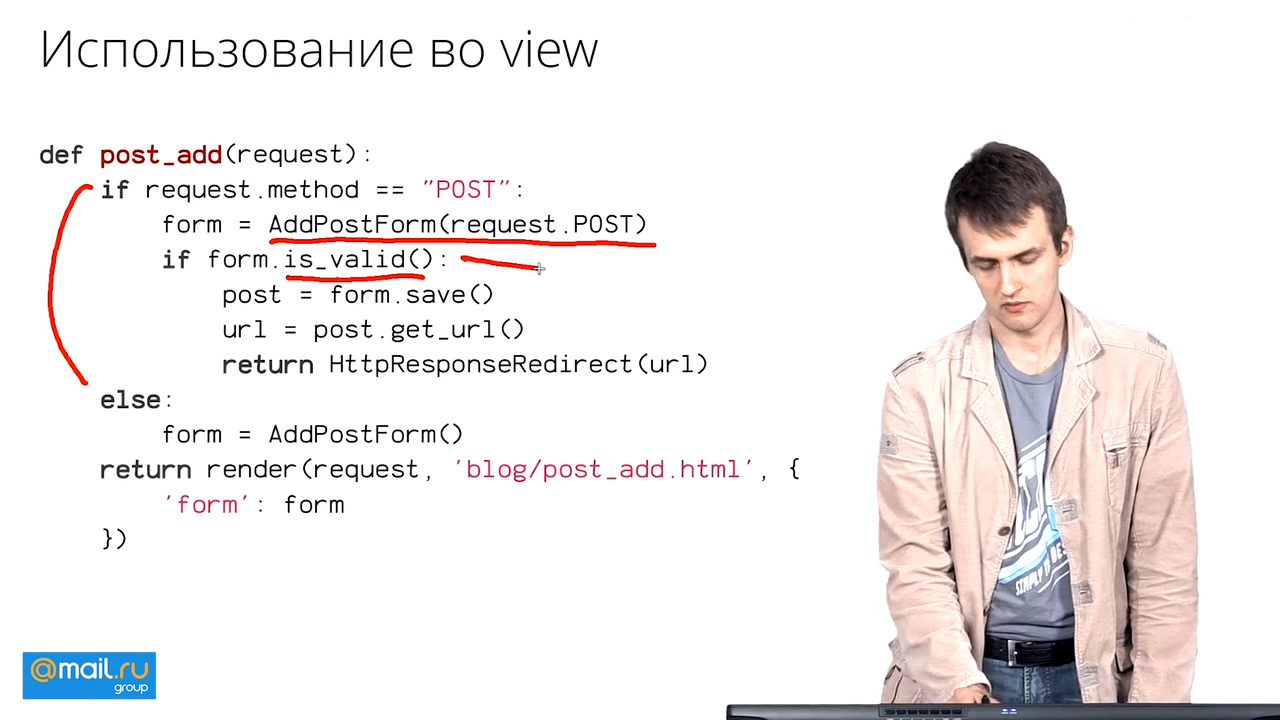 Использование во view
def post_add(request):
if request.method == "POST":
form = AddPostForm(request.POST)
if form.is_valid():
post = form.save()
url = post.get_url()
return HttpResponseRedirect(url)
else:
form = AddPostForm()
return render(request, 'blog/post_add.html', {
'form': form
})
@mail.ru
group
SIMPLY